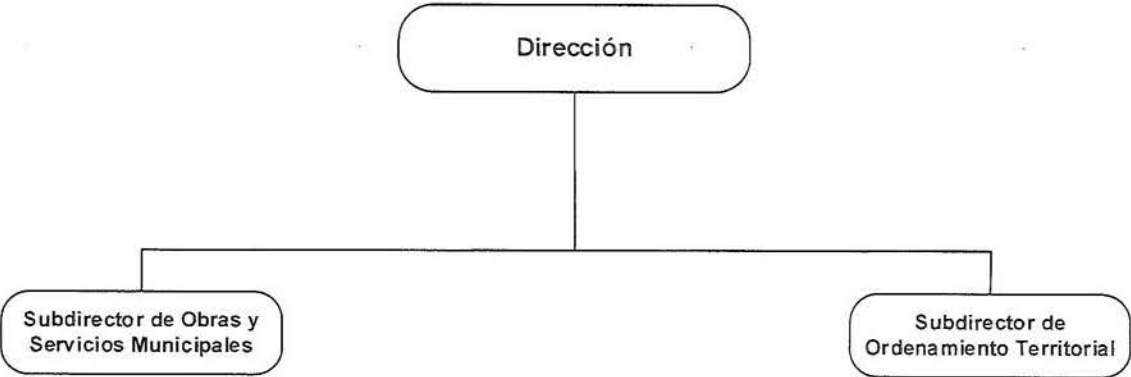 Dirección
Subdirector de Obras y
Servicios Municipales
Subdirector de
Ordenamiento Territorial